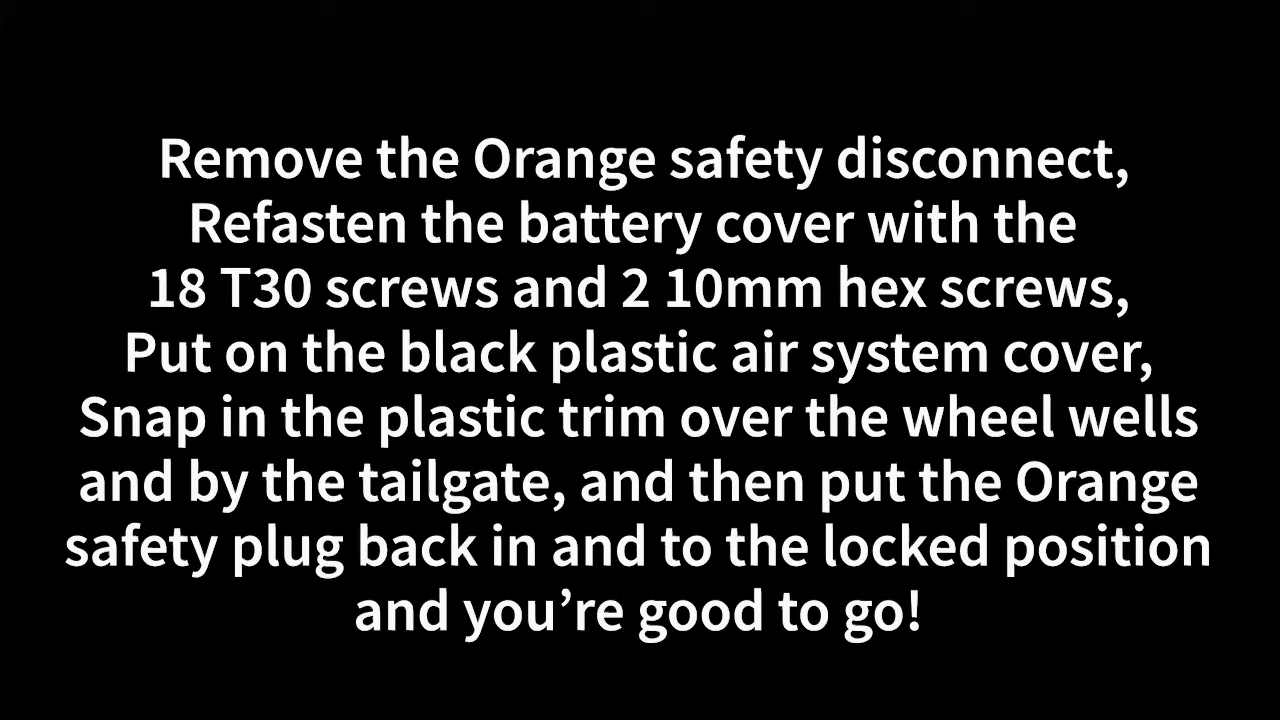 Remove the Orange safety disconnect,
Refasten the battery cover with the
18 T30 screws and 2 10mm hex screws,
Put on the black plastic air system cover,
Snap in the plastic trim over the wheel wells
and by the tailgate, and then put the Orange
safety plug back in and to the locked position
and you’re good to go!